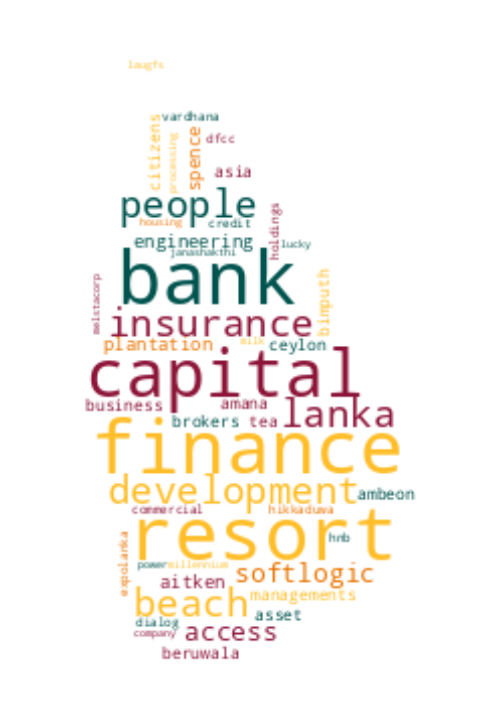 laugfs
vardhana
citizens
processing
spence
dfcc
asia
people
holdings
housing
credit
engineering
lucky
janashakthi
bank
melstacorp
bimputh
insurance
plantation
milk
ceylon
capital
business
amana
lanka
brokers
tea
finance
development
ambeon
commercial
hikkaduwa
resort
expolanka
hnb
power
millennium
aitken
softlogic
beach
managements
asset
dialog
company
access
beruwala